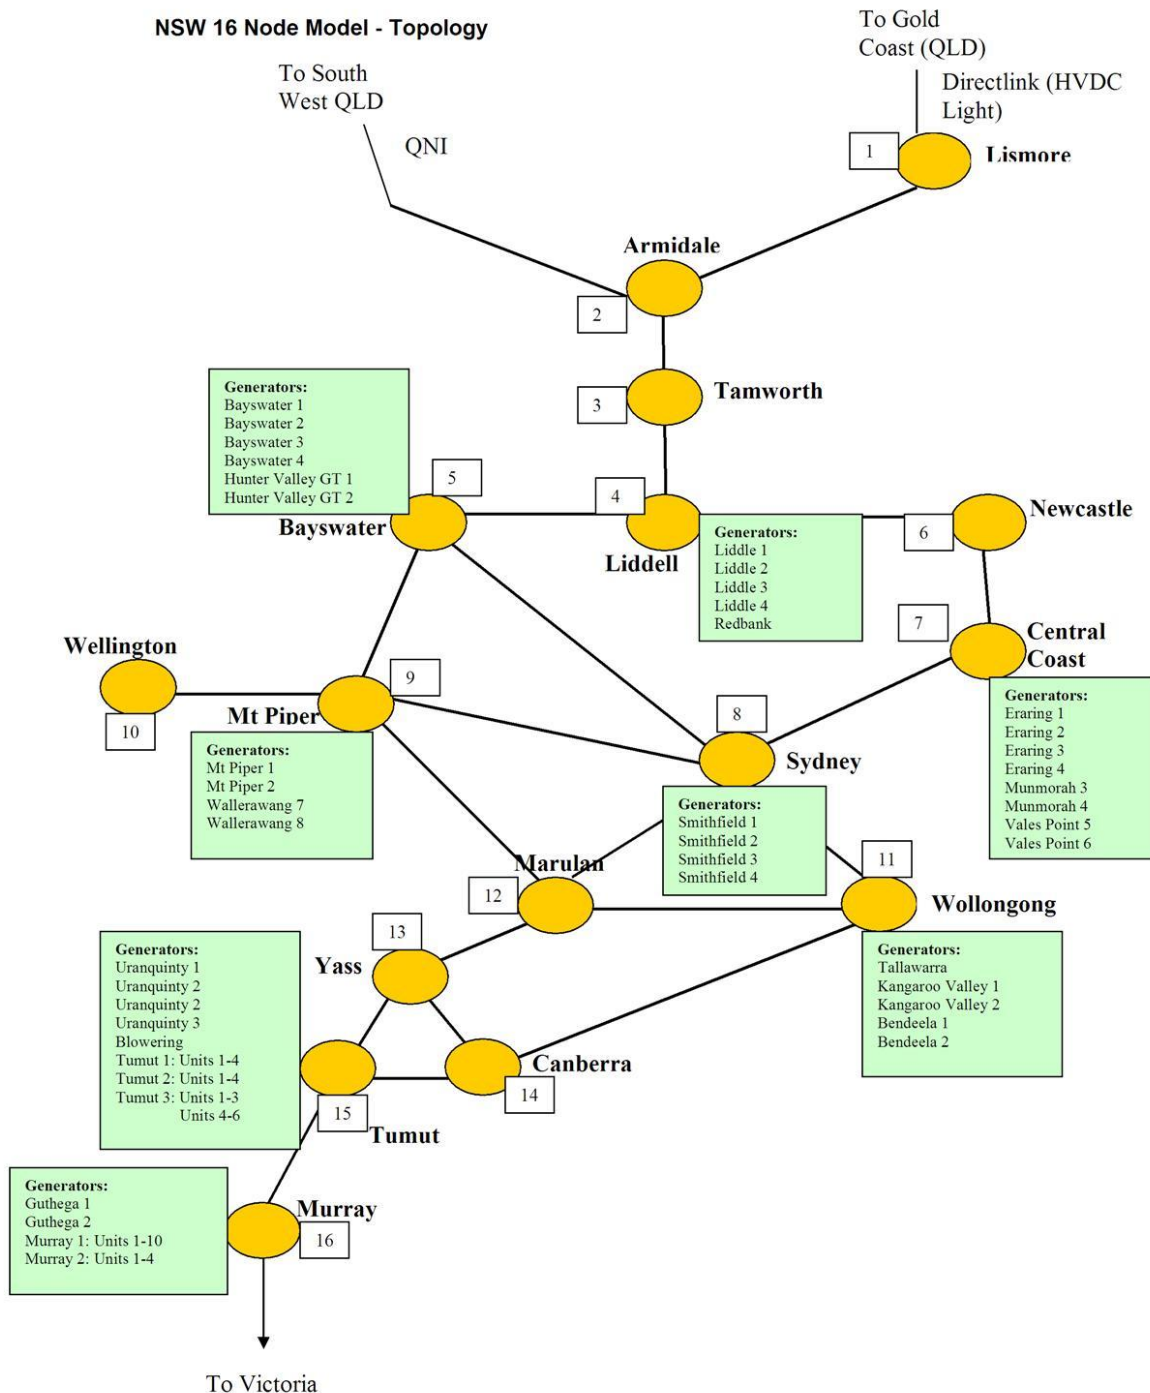 NSW 16 Node Model - Topology
To Gold
Coast (QLD)
To South
West QLD
Directlink (HVDC
Light)
QNI
1
Lismore
Armidale
2
Generators:
Bayswater 1
Bayswater 2
Bayswater 3
Bayswater 4
Hunter Valley GT 1
Hunter Valley GT 2
3
Tamworth
5
4
Bayswater
Liddell
6
Newcastle
Generators:
Liddle 1
Liddle 2
Liddle 3
Liddle 4
Redbank
7
Central
Coast
Wellington
10
9
Mt Piper
8
Sydney
Generators:
Eraring 1
Eraring 2
Eraring 3
Eraring 4
Munmorah 3
Munmorah 4
Vales Point 5
Vales Point 6
Generators:
Mt Piper 1
Mt Piper 2
Wallerawang 7
Wallerawang 8
Generators:
Smithfield 1
Smithfield 2
Smithfield 3
Smithfield 4
Marulan
12
11
Wollongong
13
Yass
Generators:
Uranquinty 1
Uranquinty 2
Uranquinty 2
Uranquinty 3
Blowering
Tumut 1: Units 1-4
Tumut 2: Units 1-4
Tumut 3: Units 1-3
Units 4-6
Generators:
Tallawarra
Kangaroo Valley 1
Kangaroo Valley 2
Bendeela 1
Bendeela 2
Canberra
14
15
Tumut
Generators:
Guthega 1
Guthega 2
Murray 1: Units 1-10
Murray 2: Units 1-4
Murray
16
To Victoria